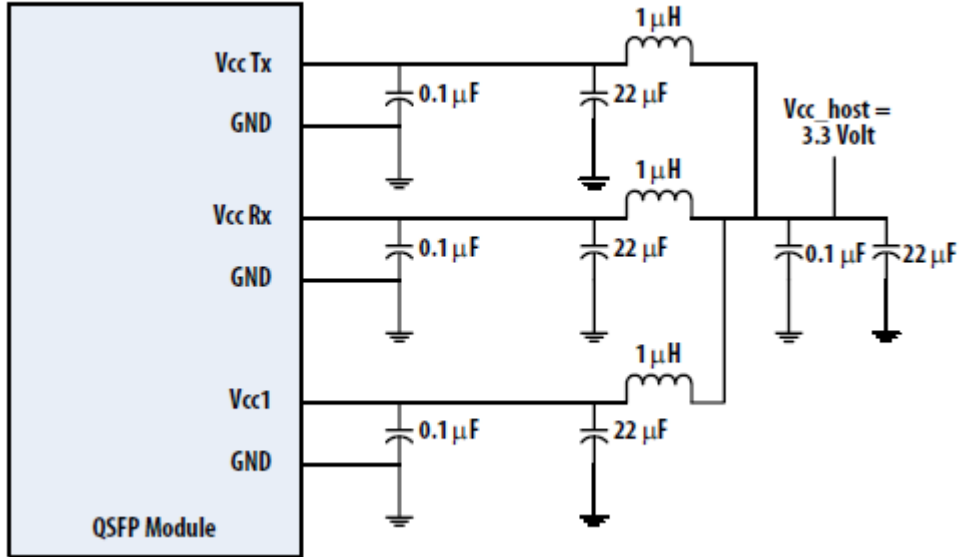 1 μH
Vcc Tx
0.1 μF
22 μF
Vcc_host =
3.3 Volt
GND
1 μH
Vcc Rx
0.1 μF
22 μF
0.1 μF
22 μF
GND
1 μH
Vcc1
0.1 μF
22 μF
GND
QSFP Module